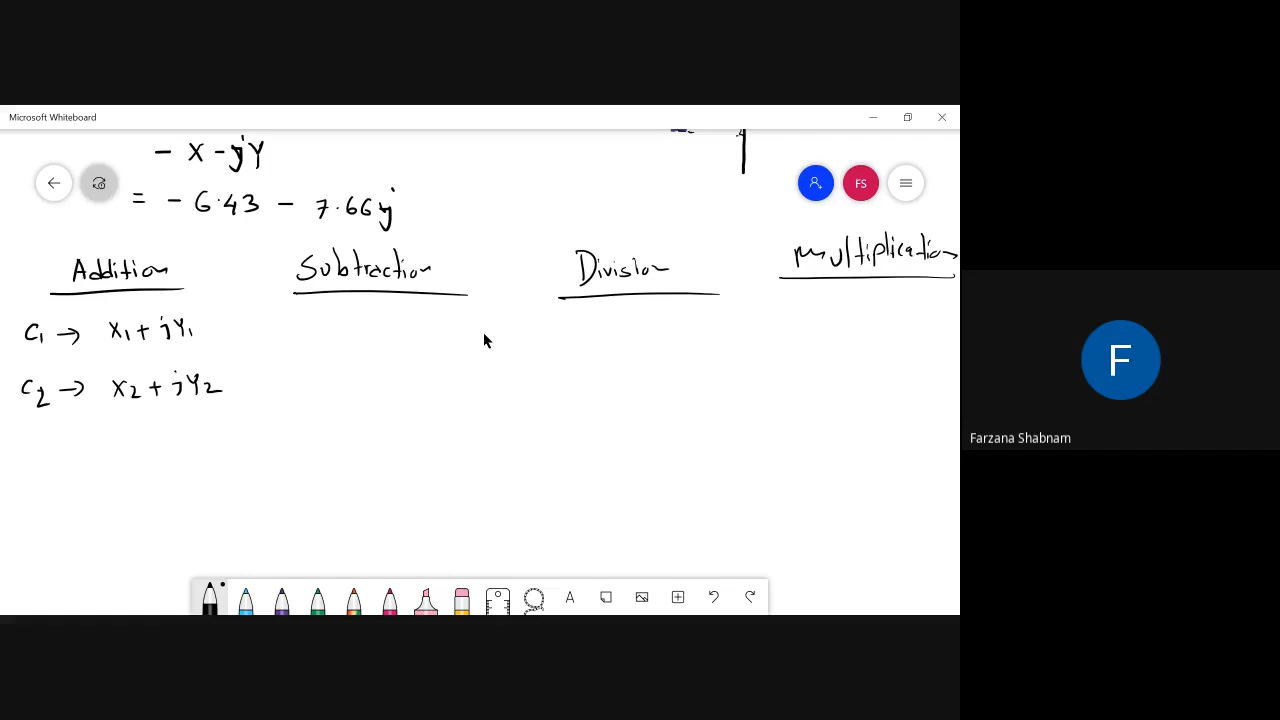 Microsoft Whiteboard
- X - jY
= - 6.43 - 7.66j
FS
Addition Subtraction Division Multiplication
C1 → X1 + jY1
C2 → X2 + jY2
F
Farzana Shabnam
A